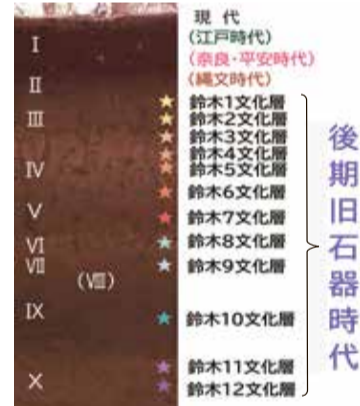 現代
(江戸時代)
(奈良・平安時代)
(縄文時代)
鈴木1文化層
鈴木2文化層
鈴木3文化層
鈴木4文化層
鈴木5文化層
鈴木6文化層
鈴木7文化層
鈴木8文化層
鈴木9文化層
鈴木10文化層
鈴木11文化層
鈴木12文化層
Ⅰ
Ⅱ
Ⅲ
Ⅳ
Ⅴ
Ⅵ
Ⅶ
(Ⅷ)
Ⅸ
Ⅹ
後期旧石器時代